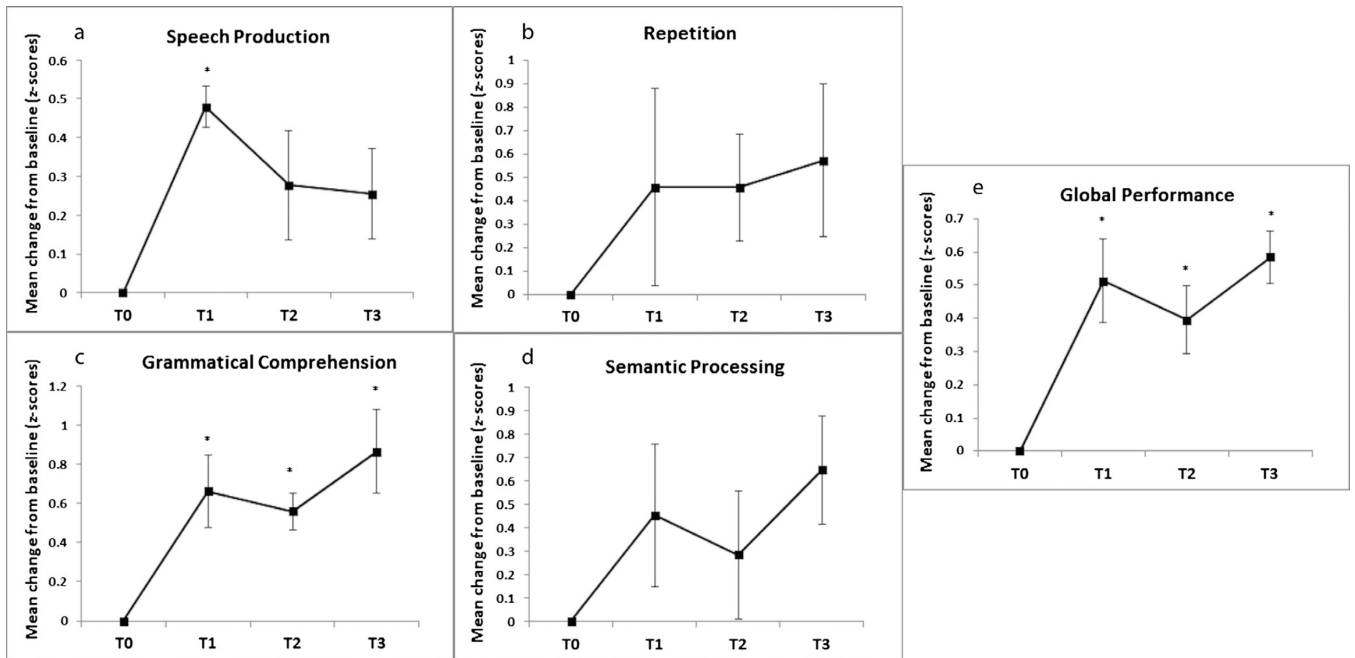 a
Speech Production
Mean change from baseline (z-scores)
0.6
0.5
0.4
0.3
0.2
0.1
0
*
T0 T1 T2 T3
b
Repetition
Mean change from baseline (z-scores)
1
0.9
0.8
0.7
0.6
0.5
0.4
0.3
0.2
0.1
0
T0 T1 T2 T3
c
Grammatical Comprehension
Mean change from baseline (z-scores)
1.2
1
0.8
0.6
0.4
0.2
0
* * *
T0 T1 T2 T3
d
Semantic Processing
Mean change from baseline (z-scores)
1
0.9
0.8
0.7
0.6
0.5
0.4
0.3
0.2
0.1
0
T0 T1 T2 T3
e
Global Performance
Mean change from baseline (z-scores)
0.7
0.6
0.5
0.4
0.3
0.2
0.1
0
* * *
T0 T1 T2 T3